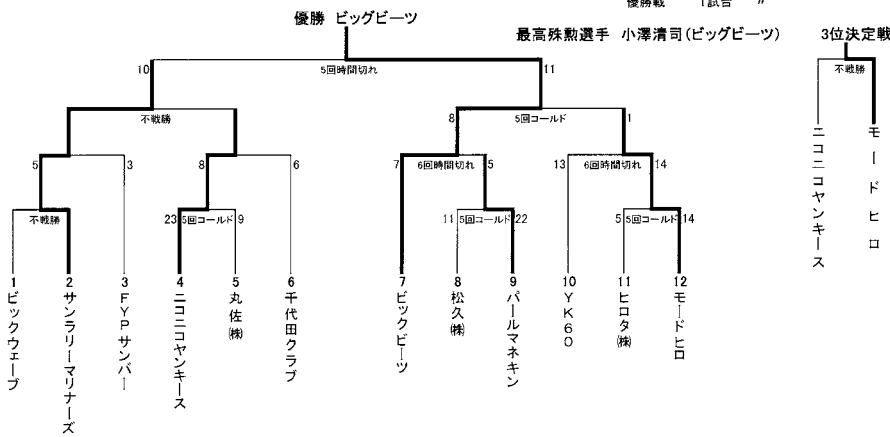 優勝戦 1試合 〃
優勝 ビッグビーツ
最高殊勲選手 小澤清司(ビッグビーツ)
3位決定戦
10 5回時間切れ 11
不戦勝
不戦勝
8 5回コールド 1
5 3
8 6
7 6回時間切れ 5
13 6回時間切れ 14
不戦勝
23 5回コールド 9
11 5回コールド 22
5 5回コールド 14
1 ビックウェーブ
2 サンラリーマリナーズ
3 FYPサンバー
4 ニコニコヤンキース
5 丸佐㈱
6 千代田クラブ
7 ビックビーツ
8 松久㈱
9 パールマネキン
10 YK60
11 ヒロタ㈱
12 モードヒロ
ニコニコヤンキース
モードヒロ